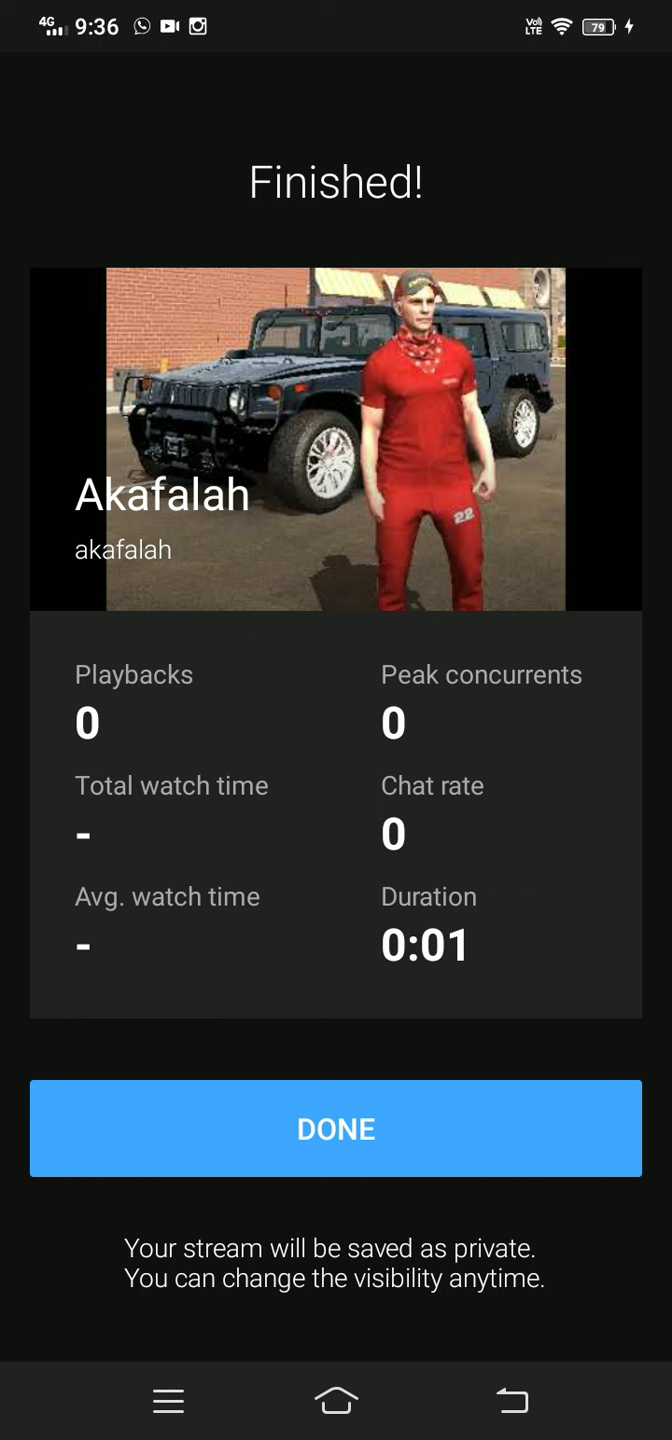 4G 9:36 Vo) LTE 79
Finished!
22
Akafalah
akafalah
Playbacks Peak concurrents
0 0
Total watch time Chat rate
- 0
Avg. watch time Duration
- 0:01
DONE
Your stream will be saved as private.
You can change the visibility anytime.